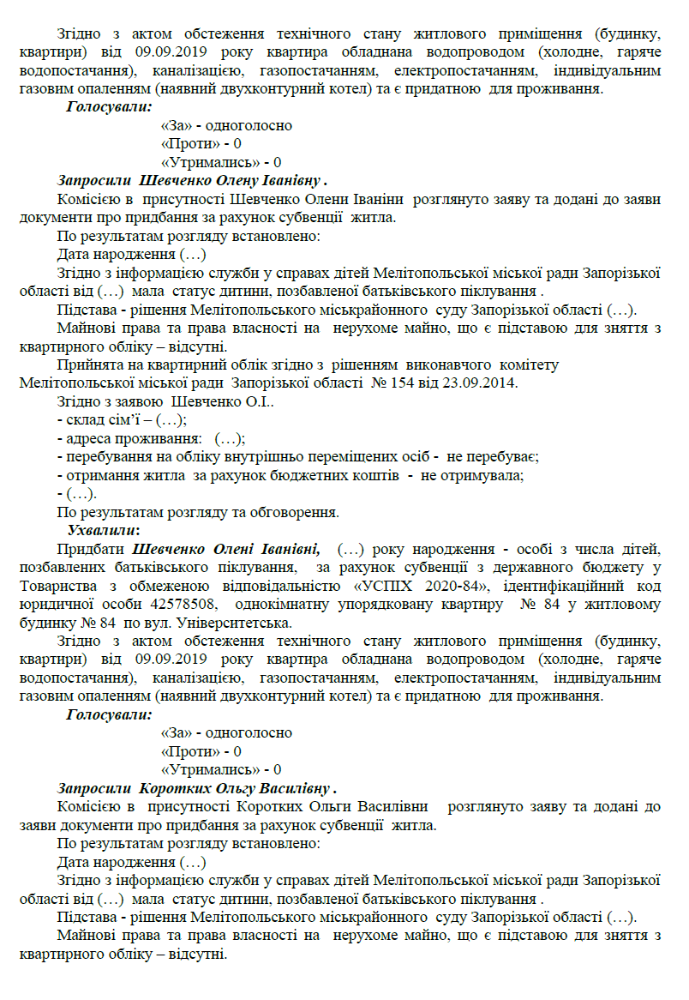 Згідно з актом обстеження технічного стану житлового приміщення (будинку,
квартири) від 09.09.2019 року квартира обладнана водопроводом (холодне, гаряче
водопостачання), каналізацією, газопостачанням, електропостачанням, індивідуальним
газовим опаленням (наявний двухконтурний котел) та є придатною для проживання.
Голосували:
«За» - одноголосно
«Проти» - 0
«Утримались» - 0
Запросили Шевченко Олену Іванівну .
Комісією в присутності Шевченко Олени Іваніни розглянуто заяву та додані до заяви
документи про придбання за рахунок субвенції житла.
По результатам розгляду встановлено:
Дата народження (…)
Згідно з інформацією служби у справах дітей Мелітопольської міської ради Запорізької
області від (…) мала статус дитини, позбавленої батьківського піклування .
Підстава - рішення Мелітопольського міськрайонного суду Запорізької області (…).
Майнові права та права власності на нерухоме майно, що є підставою для зняття з
квартирного обліку – відсутні.
Прийнята на квартирний облік згідно з рішенням виконавчого комітету
Мелітопольської міської ради Запорізької області № 154 від 23.09.2014.
Згідно з заявою Шевченко О.І..
- склад сім’ї – (…);
- адреса проживання: (…);
- перебування на обліку внутрішньо переміщених осіб - не перебуває;
- отримання житла за рахунок бюджетних коштів - не отримувала;
- (…).
По результатам розгляду та обговорення.
Ухвалили:
Придбати Шевченко Олені Іванівні, (…) року народження - особі з числа дітей,
позбавлених батьківського піклування, за рахунок субвенції з державного бюджету у
Товариства з обмеженою відповідальністю «УСПІХ 2020-84», ідентифікаційний код
юридичної особи 42578508, однокімнатну упорядковану квартиру № 84 у житловому
будинку № 84 по вул. Університетська.
Згідно з актом обстеження технічного стану житлового приміщення (будинку,
квартири) від 09.09.2019 року квартира обладнана водопроводом (холодне, гаряче
водопостачання), каналізацією, газопостачанням, електропостачанням, індивідуальним
газовим опаленням (наявний двухконтурний котел) та є придатною для проживання.
Голосували:
«За» - одноголосно
«Проти» - 0
«Утримались» - 0
Запросили Коротких Ольгу Василівну .
Комісією в присутності Коротких Ольги Василівни розглянуто заяву та додані до
заяви документи про придбання за рахунок субвенції житла.
По результатам розгляду встановлено:
Дата народження (…)
Згідно з інформацією служби у справах дітей Мелітопольської міської ради Запорізької
області від (…) мала статус дитини, позбавленої батьківського піклування .
Підстава - рішення Мелітопольського міськрайонного суду Запорізької області (…).
Майнові права та права власності на нерухоме майно, що є підставою для зняття з
квартирного обліку – відсутні.